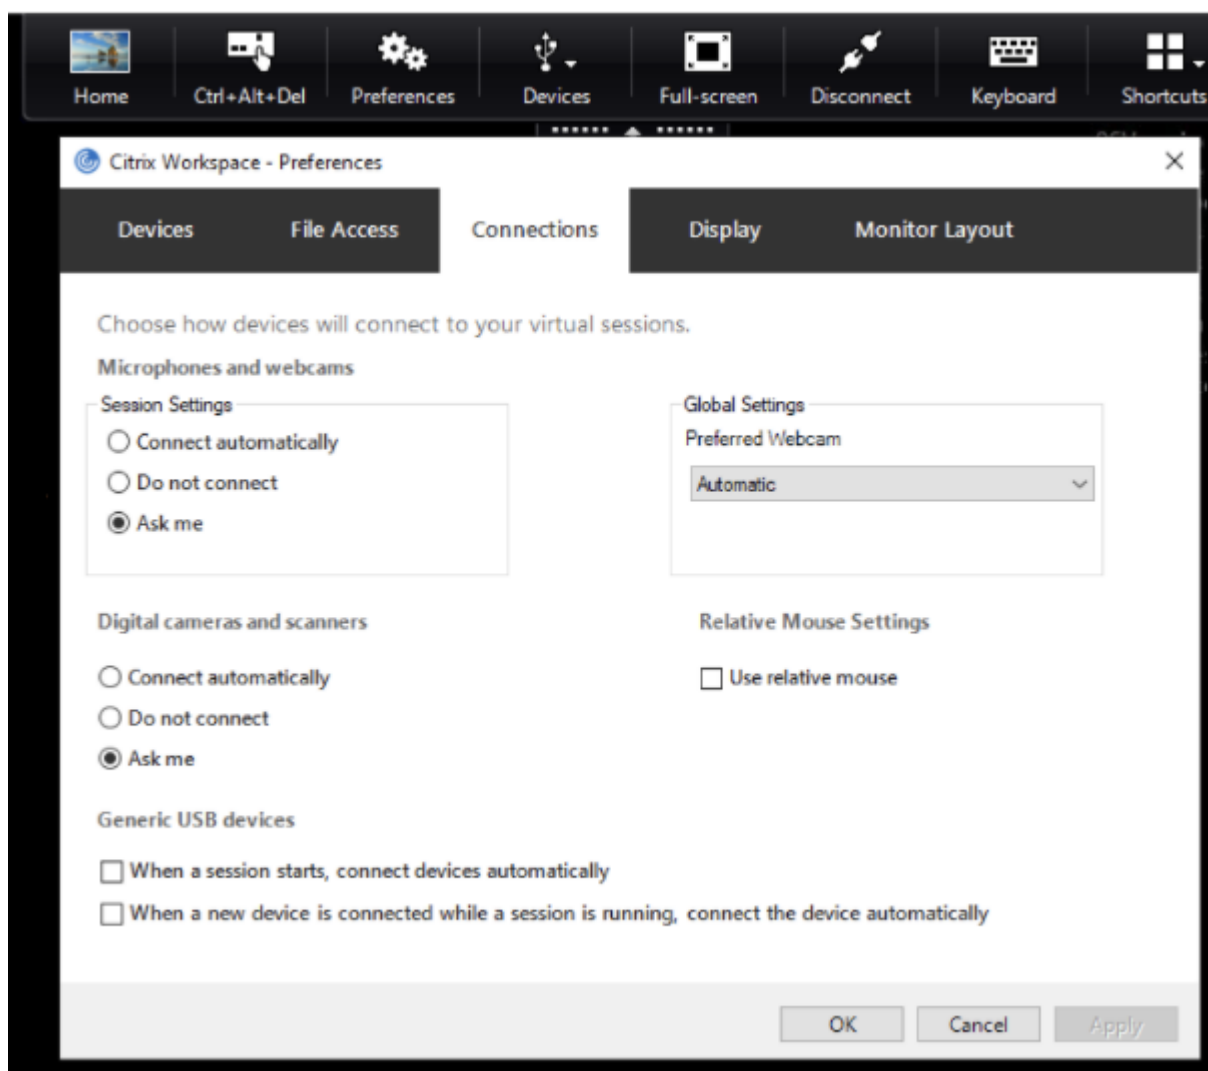 Home Ctrl+Alt+Del Preferences Devices Full-screen Disconnect Keyboard Shortcuts
Citrix Workspace - Preferences
Devices File Access Connections Display Monitor Layout
Choose how devices will connect to your virtual sessions.
Microphones and webcams
Session Settings
Connect automatically
Do not connect
Ask me
Global Settings
Preferred Webcam
Automatic
Digital cameras and scanners
Connect automatically
Do not connect
Ask me
Relative Mouse Settings
Use relative mouse
Generic USB devices
When a session starts, connect devices automatically
When a new device is connected while a session is running, connect the device automatically
OK Cancel Apply